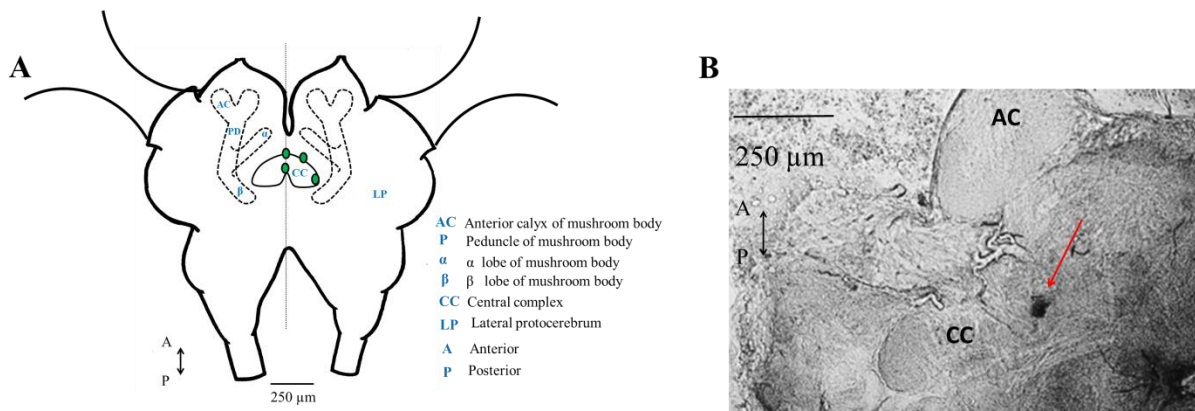 A
AC
PD
α
CC
β
LP
AC Anterior calyx of mushroom body
P Peduncle of mushroom body
α α lobe of mushroom body
β β lobe of mushroom body
CC Central complex
LP Lateral protocerebrum
A Anterior
P Posterior
A
P
250 µm
B
AC
250 µm
A
P
CC